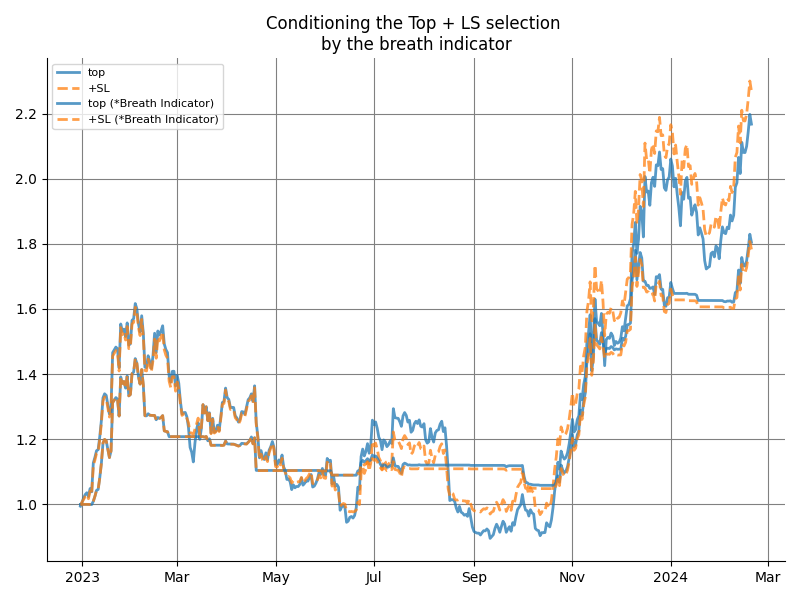 Conditioning the Top + LS selection
by the breath indicator
top
+SL
top (*Breath Indicator)
+SL (*Breath Indicator)
2.2
2.0
1.8
1.6
1.4
1.2
1.0
2023 Mar May Jul Sep Nov 2024 Mar